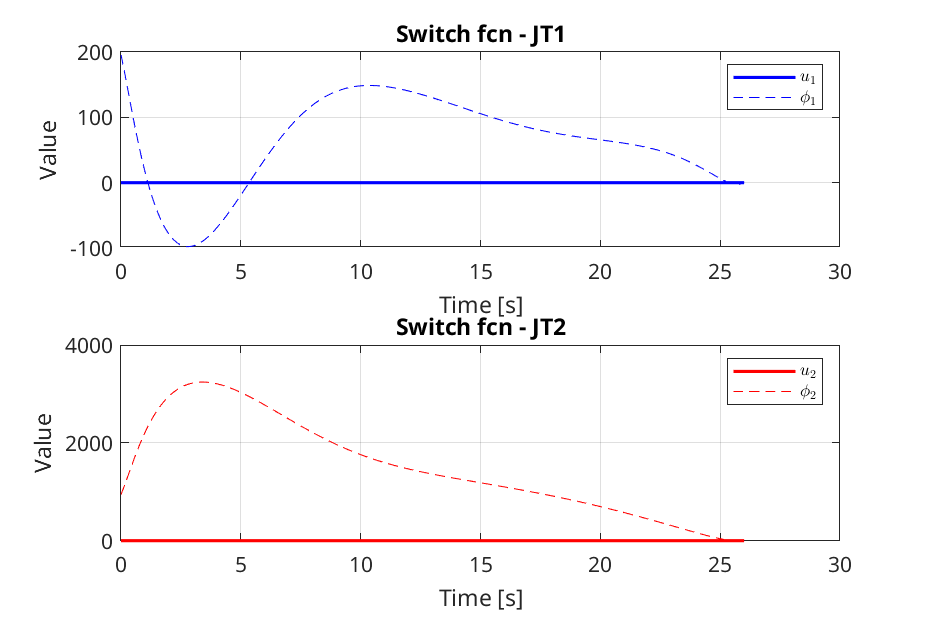 Switch fcn - JT1
200
100
0
-100
Value
u₁
ϕ₁
0 5 10 15 20 25 30
Time [s]
Switch fcn - JT2
4000
2000
0
Value
u₂
ϕ₂
0 5 10 15 20 25 30
Time [s]